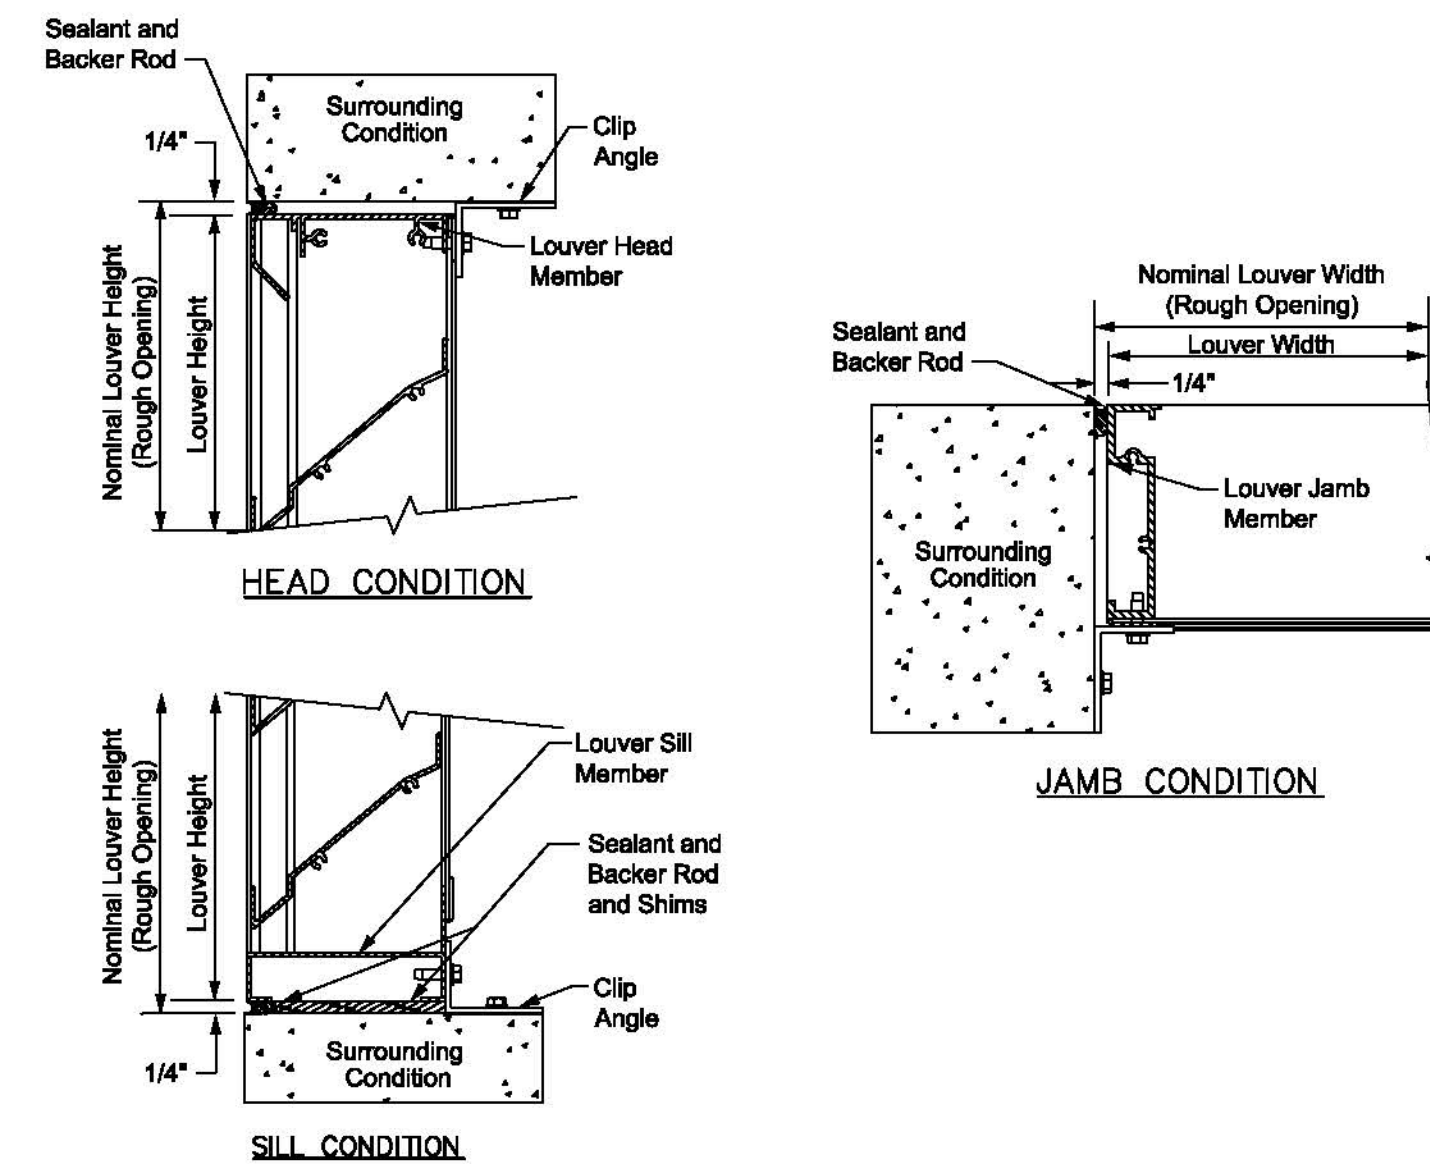 Sealant and
Backer Rod
1/4"
Surrounding
Condition
Clip
Angle
Louver Head
Member
Nominal Louver Height
(Rough Opening)
Louver Height
HEAD CONDITION
Nominal Louver Height
(Rough Opening)
Louver Height
Louver Sill
Member
Sealant and
Backer Rod
and Shims
Clip
Angle
1/4"
Surrounding
Condition
SILL CONDITION
Nominal Louver Width
(Rough Opening)
Louver Width
1/4"
Sealant and
Backer Rod
Louver Jamb
Member
Surrounding
Condition
JAMB CONDITION